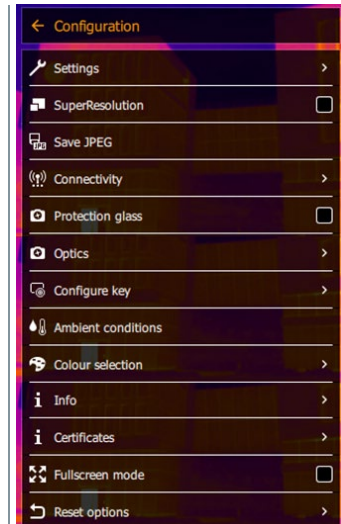 Configuration
Settings
SuperResolution
Save JPEG
Connectivity
Protection glass
Optics
Configure key
Ambient conditions
Colour selection
Info
Certificates
Fullscreen mode
Reset options